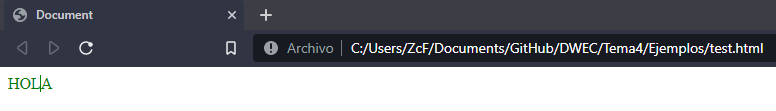 Document
Archivo C:/Users/ZcF/Documents/GitHub/DWEC/Tema4/Ejemplos/test.html
HOLA